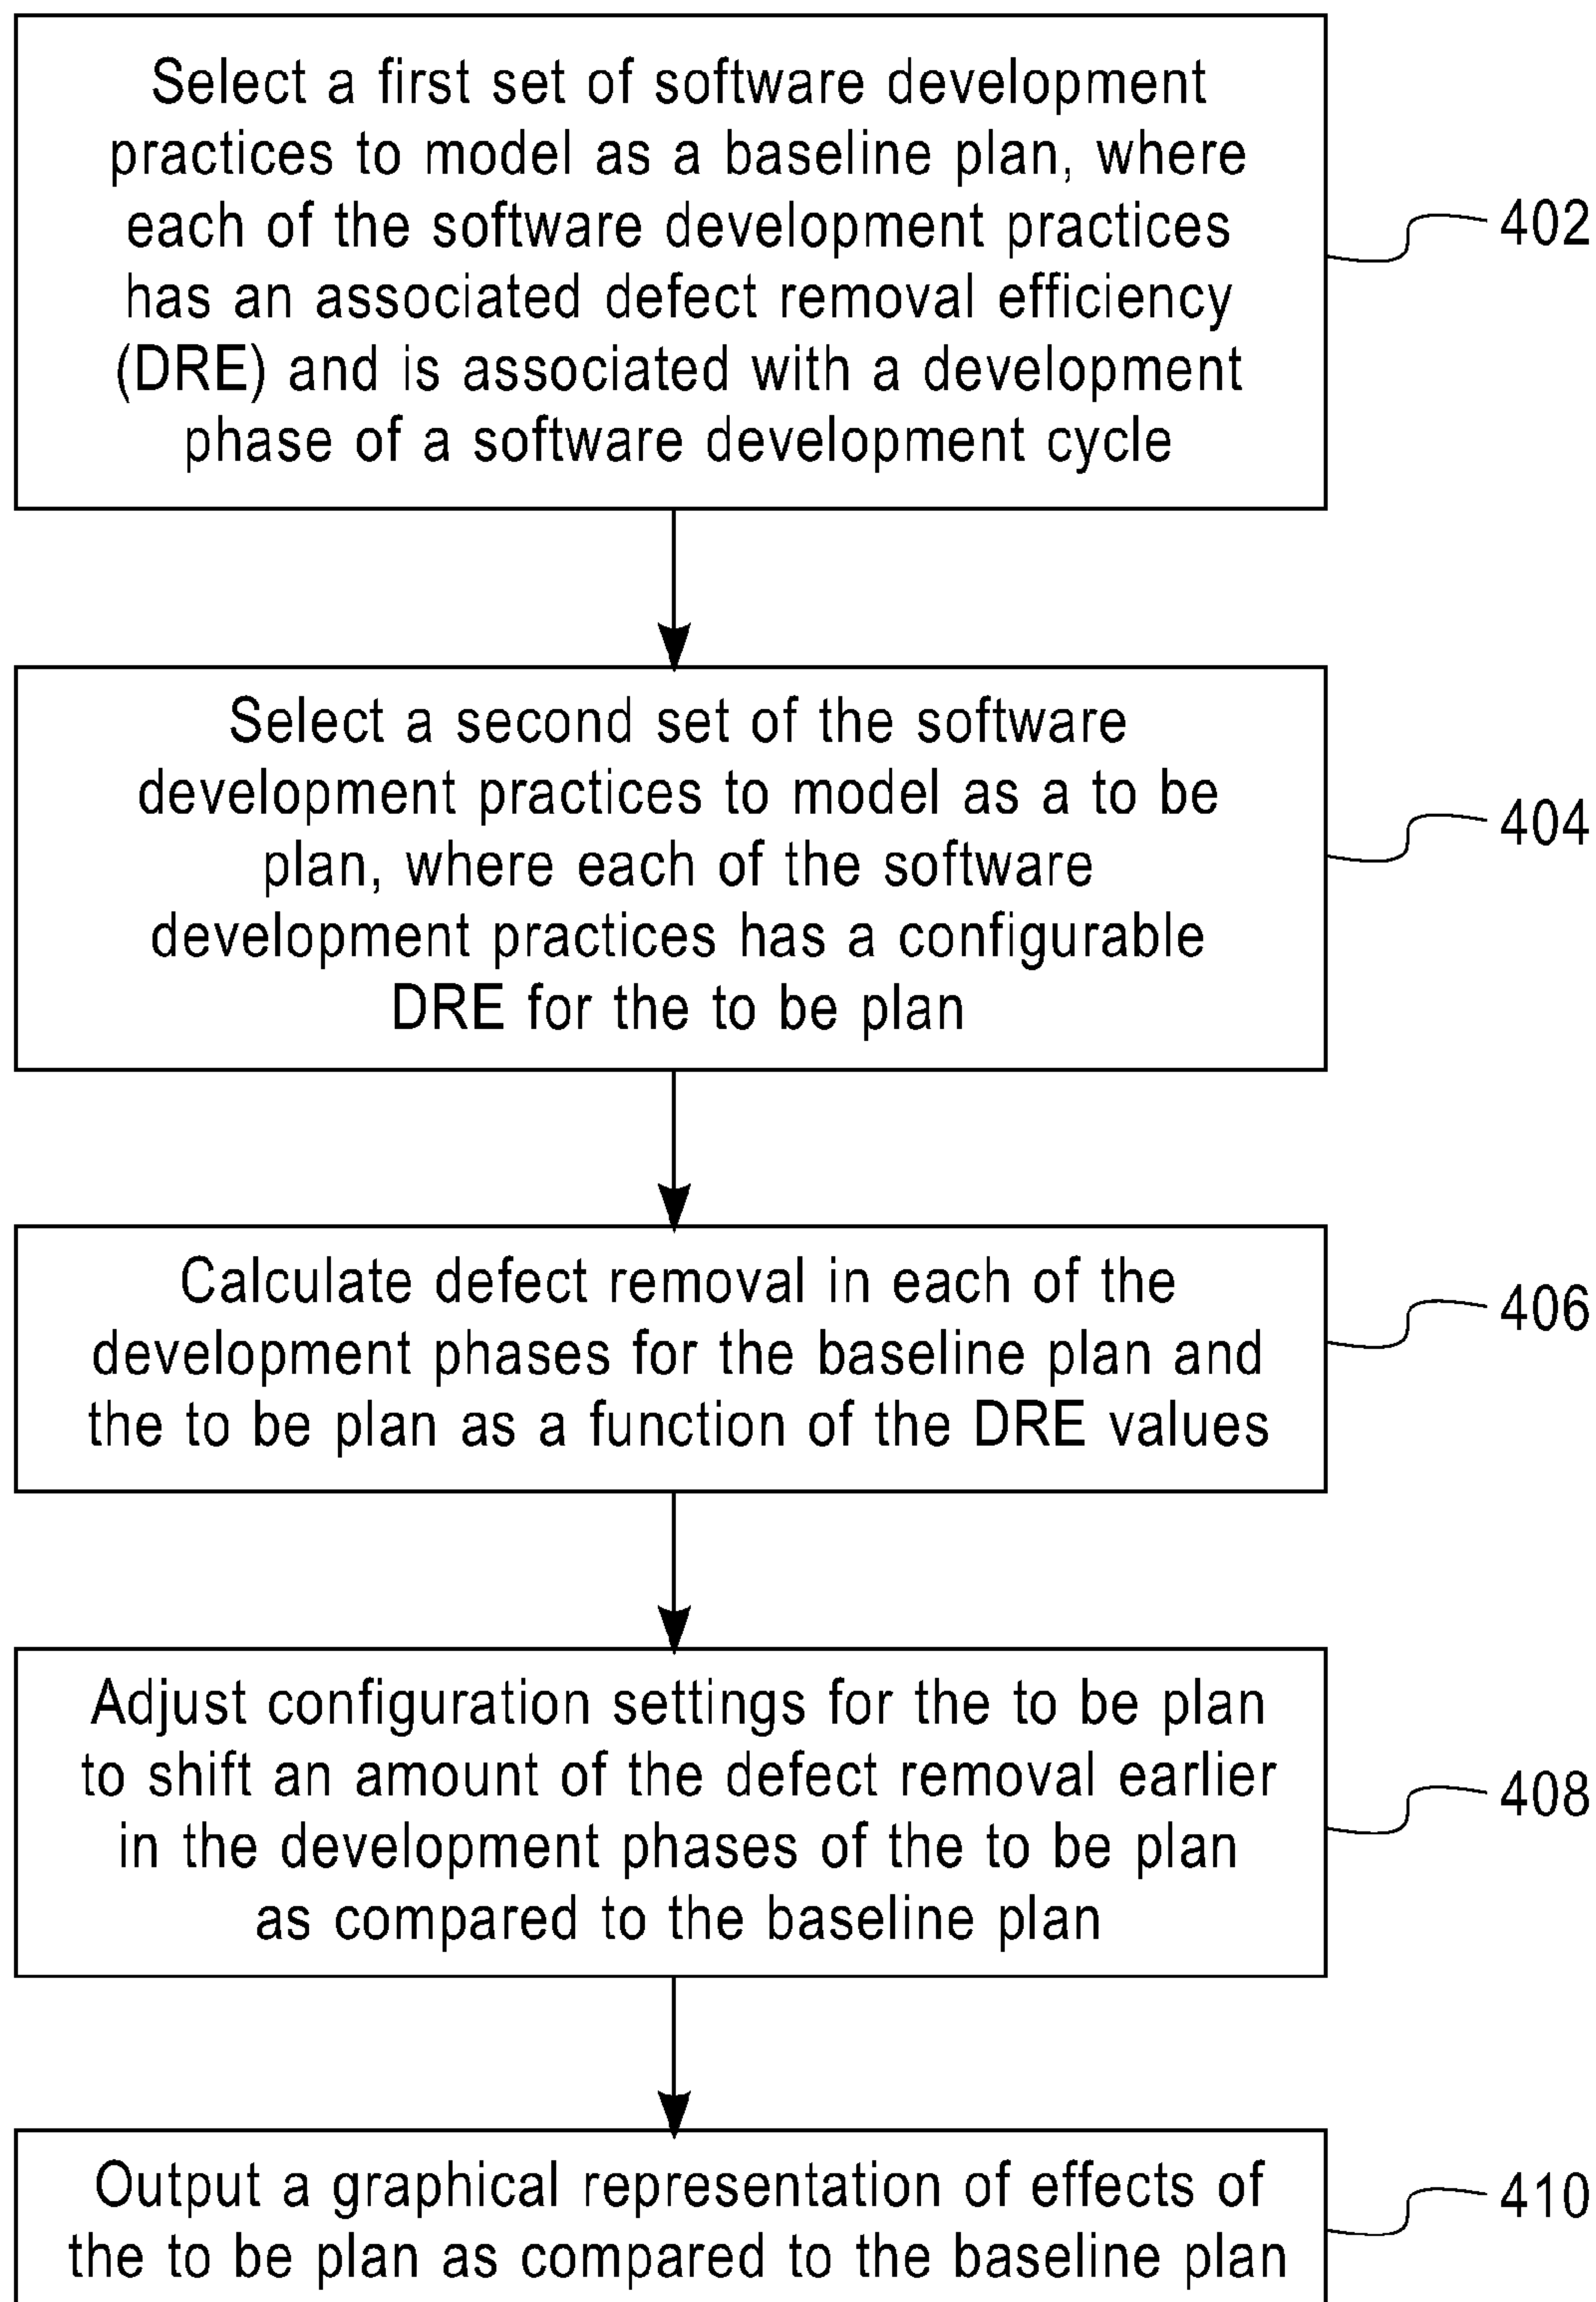 Select a first set of software development
practices to model as a baseline plan, where
each of the software development practices
has an associated defect removal efficiency
(DRE) and is associated with a development
phase of a software development cycle
402
Select a second set of the software
development practices to model as a to be
plan, where each of the software
development practices has a configurable
DRE for the to be plan
404
Calculate defect removal in each of the
development phases for the baseline plan and
the to be plan as a function of the DRE values
406
Adjust configuration settings for the to be plan
to shift an amount of the defect removal earlier
in the development phases of the to be plan
as compared to the baseline plan
408
Output a graphical representation of effects of
the to be plan as compared to the baseline plan
410